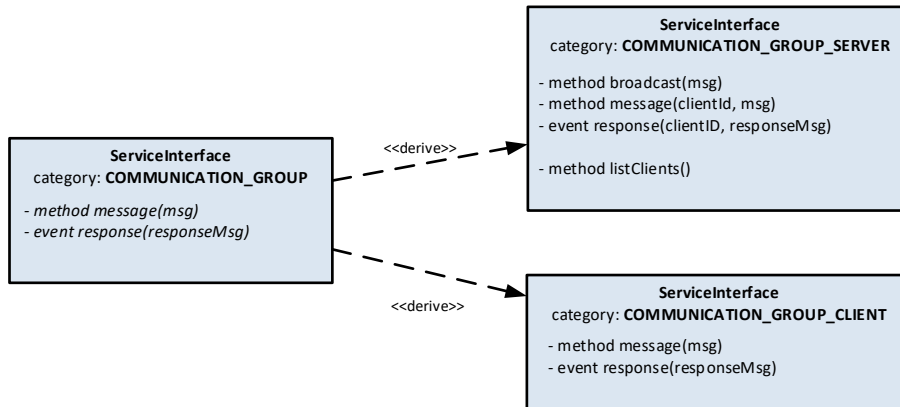 ServiceInterface
category: COMMUNICATION_GROUP
- method message(msg)
- event response(responseMsg)
<<derive>>
<<derive>>
ServiceInterface
category: COMMUNICATION_GROUP_SERVER
- method broadcast(msg)
- method message(clientId, msg)
- event response(clientID, responseMsg)
- method listClients()
ServiceInterface
category: COMMUNICATION_GROUP_CLIENT
- method message(msg)
- event response(responseMsg)